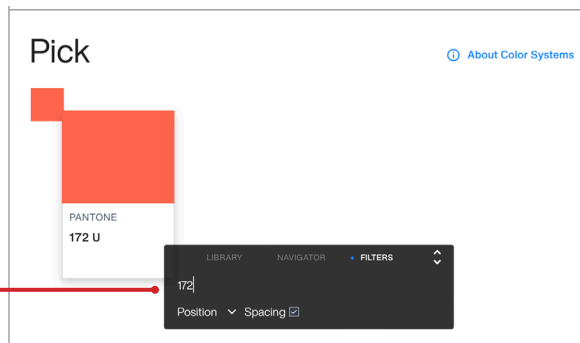 Pick
About Color Systems
PANTONE
172 U
LIBRARY NAVIGATOR FILTERS
172
Position Spacing